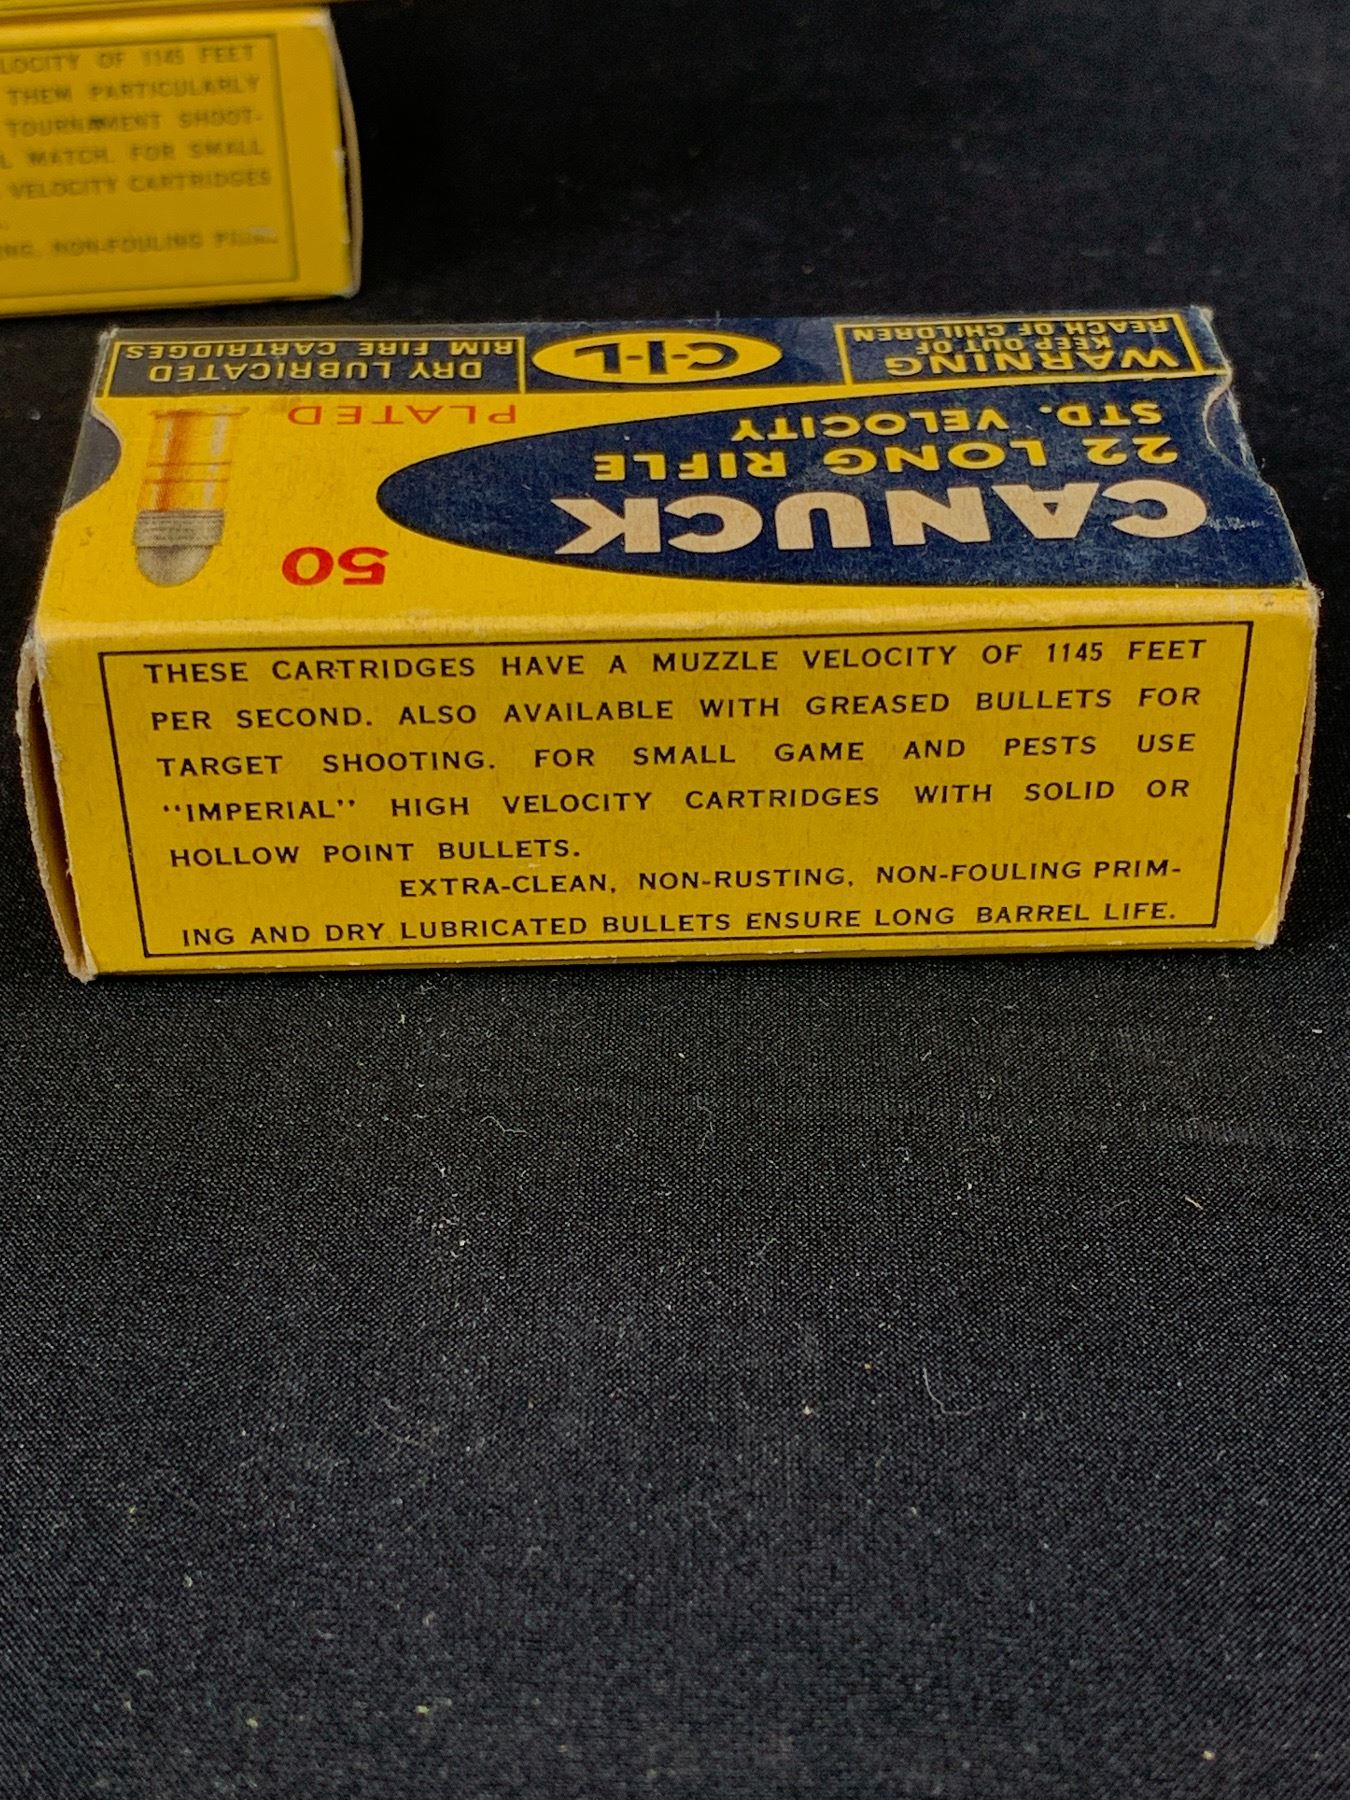 LOCITY OF 1145 FEET
THEM PARTICULARLY
TOURNAMENT SHOOT-
L MATCH. FOR SMALL
VELOCITY CARTRIDGES
NG, NON-FOULING PRIM-
WARNING
KEEP OUT OF
REACH OF CHILDREN
C-I-L
DRY LUBRICATED
RIM FIRE CARTRIDGES
CANUCK
22 LONG RIFLE
STD. VELOCITY
50
PLATED
THESE CARTRIDGES HAVE A MUZZLE VELOCITY OF 1145 FEET
PER SECOND. ALSO AVAILABLE WITH GREASED BULLETS FOR
TARGET SHOOTING. FOR SMALL GAME AND PESTS USE
"IMPERIAL" HIGH VELOCITY CARTRIDGES WITH SOLID OR
HOLLOW POINT BULLETS.
EXTRA-CLEAN, NON-RUSTING, NON-FOULING PRIM-
ING AND DRY LUBRICATED BULLETS ENSURE LONG BARREL LIFE.